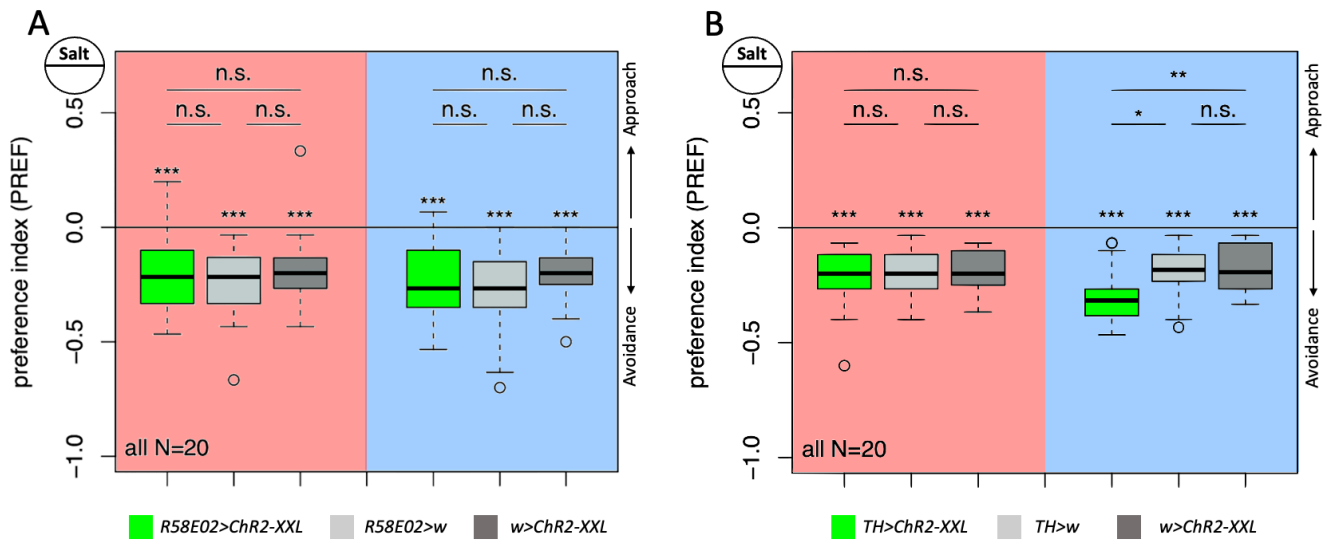 A
Salt
n.s.
n.s.
n.s. n.s.
n.s. n.s.
***
*** ***
***
*** ***
0.5
0.0
−0.5
−1.0
preference index (PREF)
Approach
Avoidance
all N=20
R58E02>ChR2-XXL R58E02>w w>ChR2-XXL
B
Salt
n.s.
**
n.s. n.s.
* n.s.
*** *** ***
*** *** ***
0.5
0.0
−0.5
−1.0
preference index (PREF)
Approach
Avoidance
all N=20
TH>ChR2-XXL TH>w w>ChR2-XXL